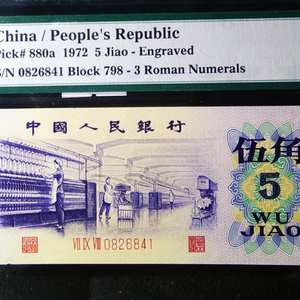 China / People's Republic
Pick# 880a 1972 5 Jiao - Engraved
S/N 0826841 Block 798 - 3 Roman Numerals
中國人民銀行
伍角
5
WU
JIAO
VII IX VIII 0826841